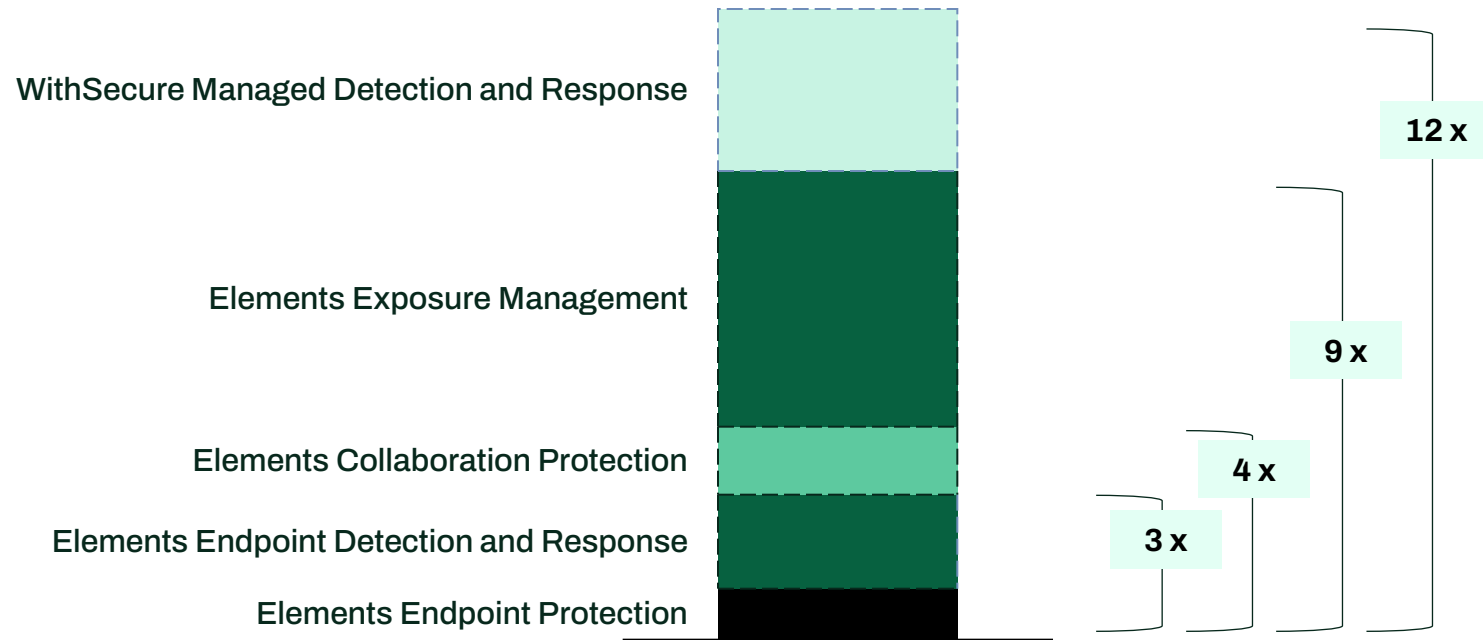 WithSecure Managed Detection and Response
12 x
Elements Exposure Management
9 x
Elements Collaboration Protection
4 x
Elements Endpoint Detection and Response
3 x
Elements Endpoint Protection